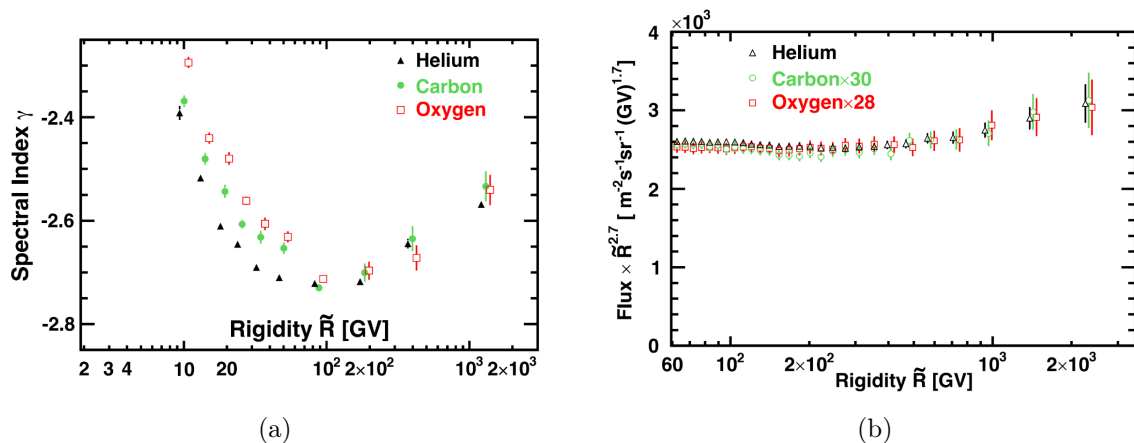 Spectral Index γ
-2.4
-2.6
-2.8
Helium
Carbon
Oxygen
Rigidity R̃ [GV]
2 3 4 10 20 10² 2×10² 10³ 2×10³
(a)
×10³
Flux × R̃^2.7 [ m⁻²s⁻¹sr⁻¹ (GV)^1.7 ]
4
3
2
1
0
Helium
Carbon×30
Oxygen×28
60 10² 2×10² 10³ 2×10³
Rigidity R̃ [GV]
(b)